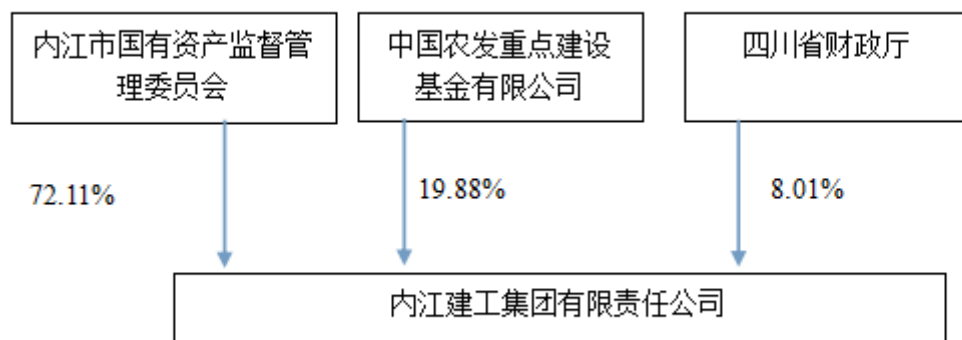 内江市国有资产监督管
理委员会
中国农发重点建设
基金有限公司
四川省财政厅
72.11%
19.88%
8.01%
内江建工集团有限责任公司